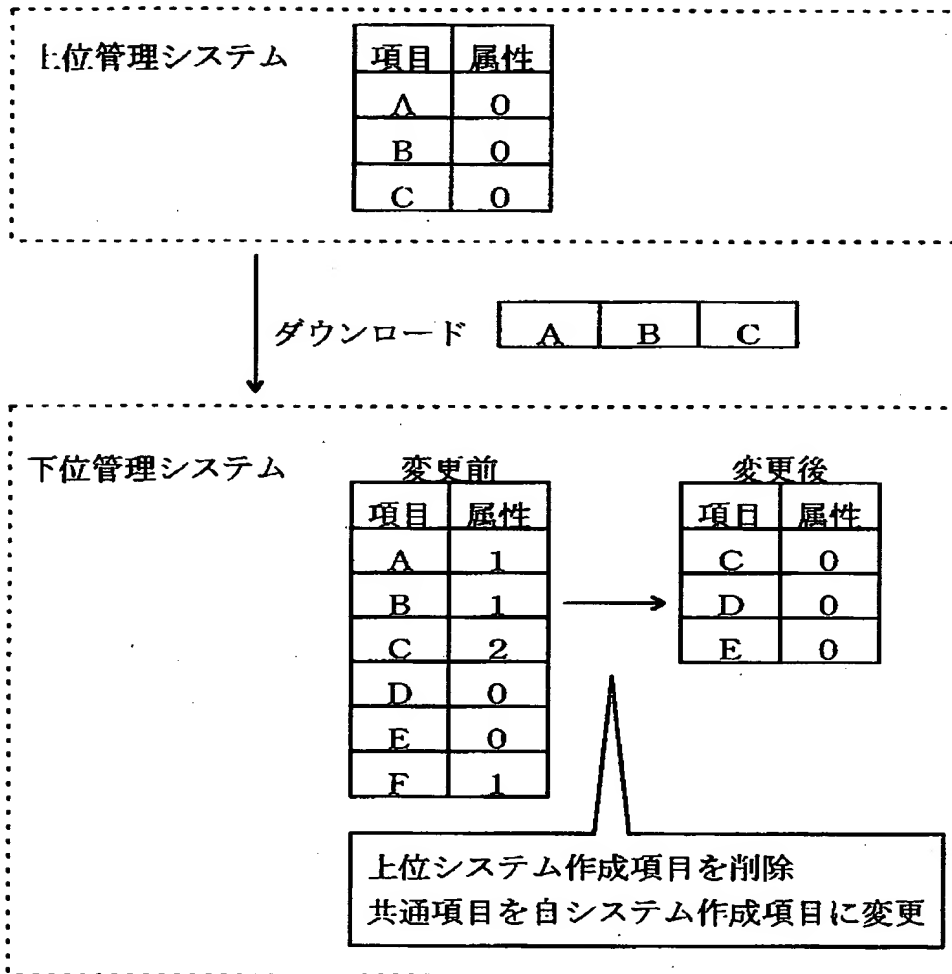 上位管理システム
項目 属性
A 0
B 0
C 0
ダウンロード A B C
下位管理システム
変更前
項目 属性
A 1
B 1
C 2
D 0
E 0
F 1
変更後
項目 属性
C 0
D 0
E 0
上位システム作成項目を削除
共通項目を自システム作成項目に変更